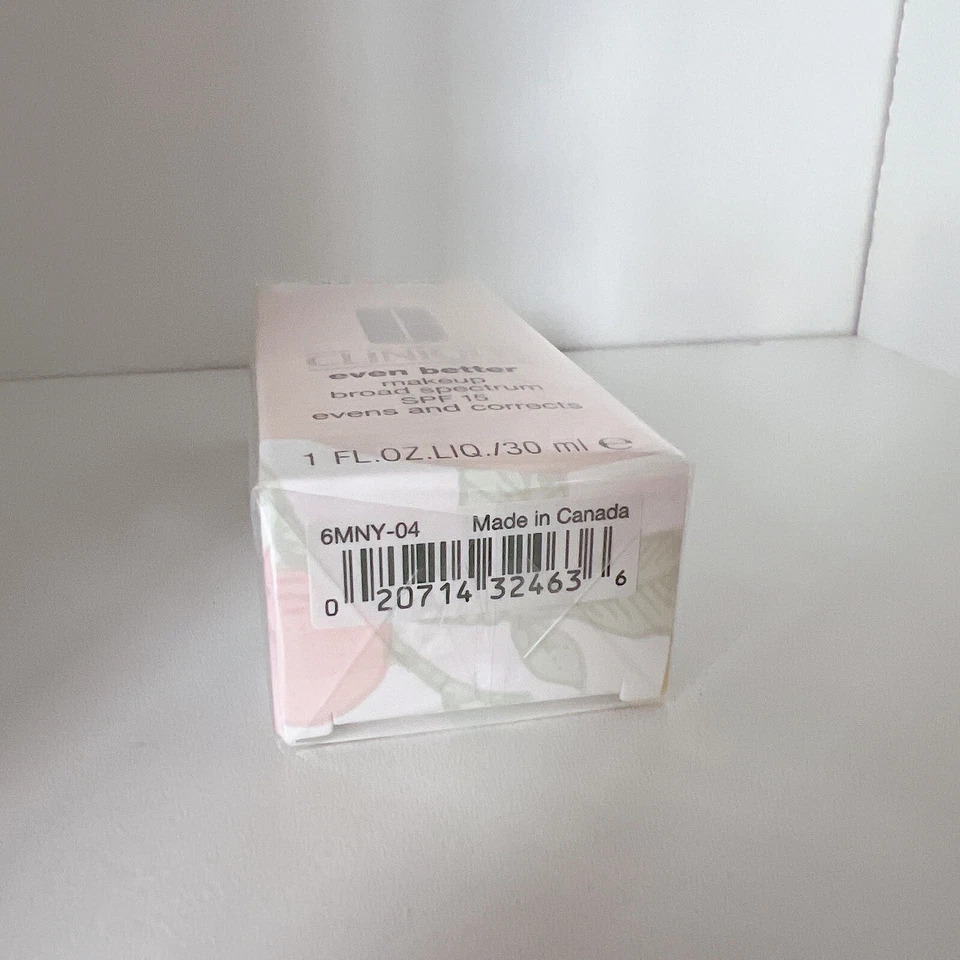 CLINIQUE
even better
makeup
broad spectrum
SPF 15
evens and corrects
1 FL.OZ.LIQ./30 ml ℮
6MNY-04 Made in Canada
0 20714 32463 6